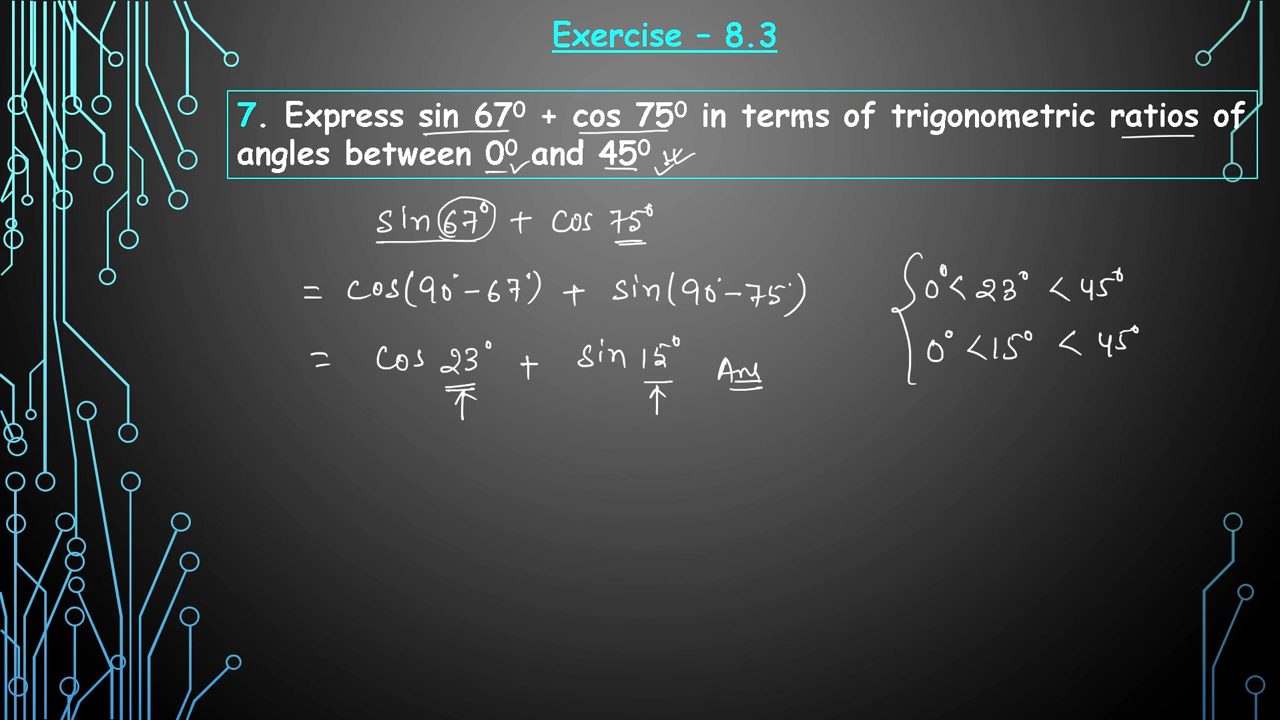 Exercise - 8.3
7. Express sin 67⁰ + cos 75⁰ in terms of trigonometric ratios of
angles between 0⁰ and 45⁰
sin 67° + cos 75°
= cos(90°-67°) + sin(90°-75°)
= cos 23° + sin 15° Ans
0° < 23° < 45°
0° < 15° < 45°